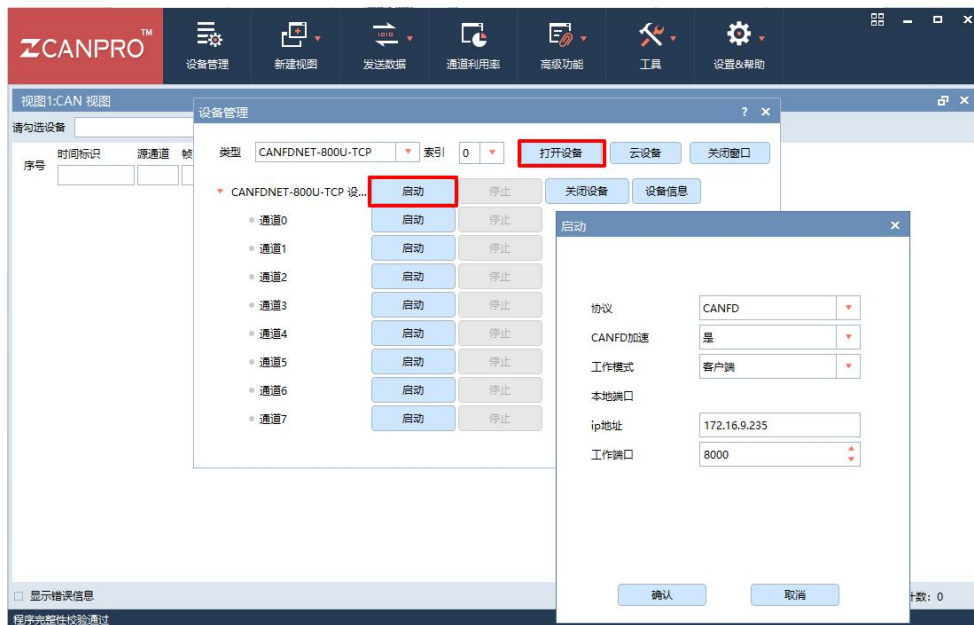 ZCANPRO™
设备管理
新建视图
发送数据
通道利用率
高级功能
工具
设置&帮助
视图1:CAN 视图
请勾选设备
序号 时间标识 源通道 帧
设备管理
类型 CANFDNET-800U-TCP 索引 0 打开设备 云设备 关闭窗口
CANFDNET-800U-TCP 设... 启动 停止 关闭设备 设备信息
通道0 启动 停止
通道1 启动 停止
通道2 启动 停止
通道3 启动 停止
通道4 启动 停止
通道5 启动 停止
通道6 启动 停止
通道7 启动 停止
启动
协议 CANFD
CANFD加速 是
工作模式 客户端
本地端口
ip地址 172.16.9.235
工作端口 8000
确认 取消
显示错误信息
数: 0
程序完整性校验通过